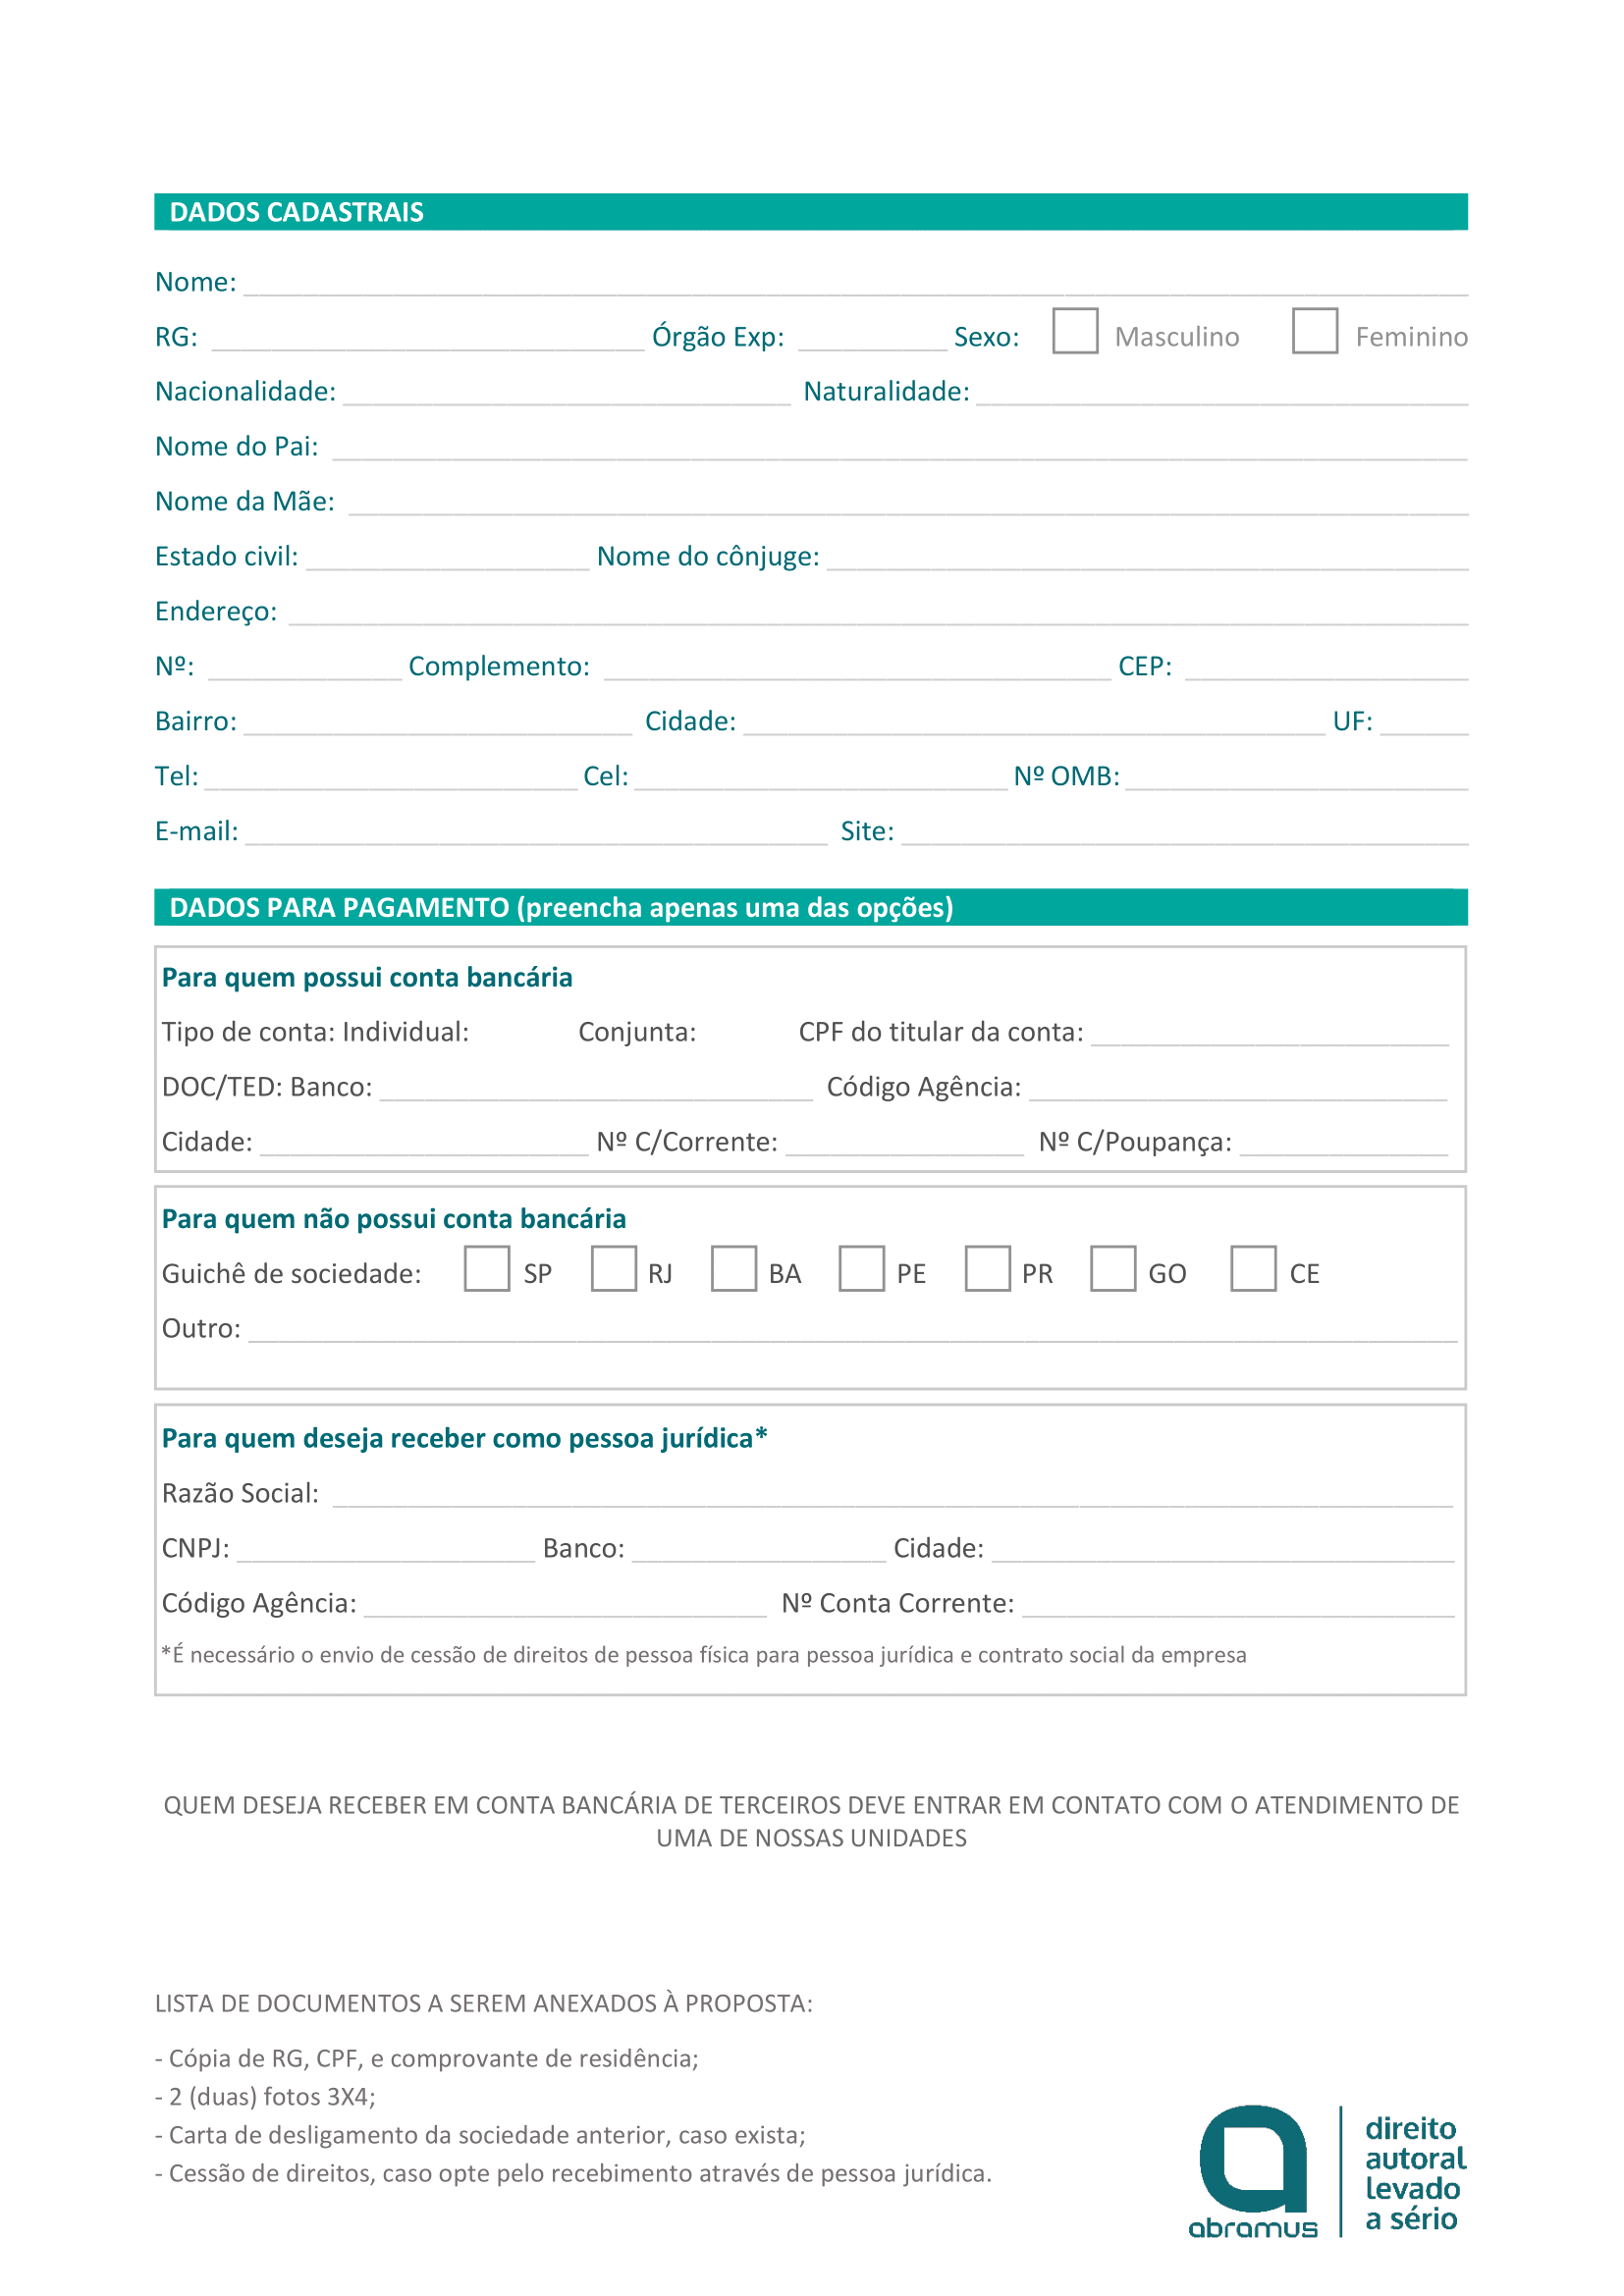 DADOS CADASTRAIS
Nome:
RG: Órgão Exp: Sexo: Masculino Feminino
Nacionalidade: Naturalidade:
Nome do Pai:
Nome da Mãe:
Estado civil: Nome do cônjuge:
Endereço:
Nº: Complemento: CEP:
Bairro: Cidade: UF:
Tel: Cel: Nº OMB:
E-mail: Site:
DADOS PARA PAGAMENTO (preencha apenas uma das opções)
Para quem possui conta bancária
Tipo de conta: Individual: Conjunta: CPF do titular da conta:
DOC/TED: Banco: Código Agência:
Cidade: Nº C/Corrente: Nº C/Poupança:
Para quem não possui conta bancária
Guichê de sociedade: SP RJ BA PE PR GO CE
Outro:
Para quem deseja receber como pessoa jurídica*
Razão Social:
CNPJ: Banco: Cidade:
Código Agência: Nº Conta Corrente:
*É necessário o envio de cessão de direitos de pessoa física para pessoa jurídica e contrato social da empresa
QUEM DESEJA RECEBER EM CONTA BANCÁRIA DE TERCEIROS DEVE ENTRAR EM CONTATO COM O ATENDIMENTO DE
UMA DE NOSSAS UNIDADES
LISTA DE DOCUMENTOS A SEREM ANEXADOS À PROPOSTA:
- Cópia de RG, CPF, e comprovante de residência;
- 2 (duas) fotos 3X4;
- Carta de desligamento da sociedade anterior, caso exista;
- Cessão de direitos, caso opte pelo recebimento através de pessoa jurídica.
abramus
direito
autoral
levado
a sério